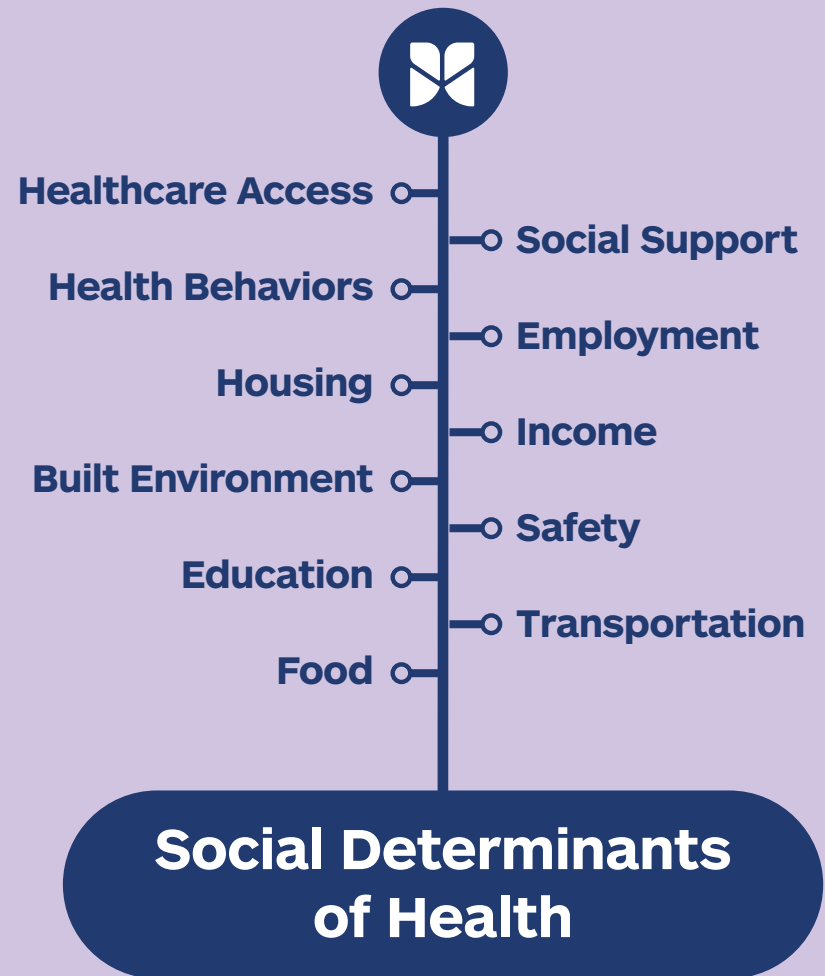 Healthcare Access
Social Support
Health Behaviors
Employment
Housing
Income
Built Environment
Safety
Education
Transportation
Food
Social Determinants
of Health